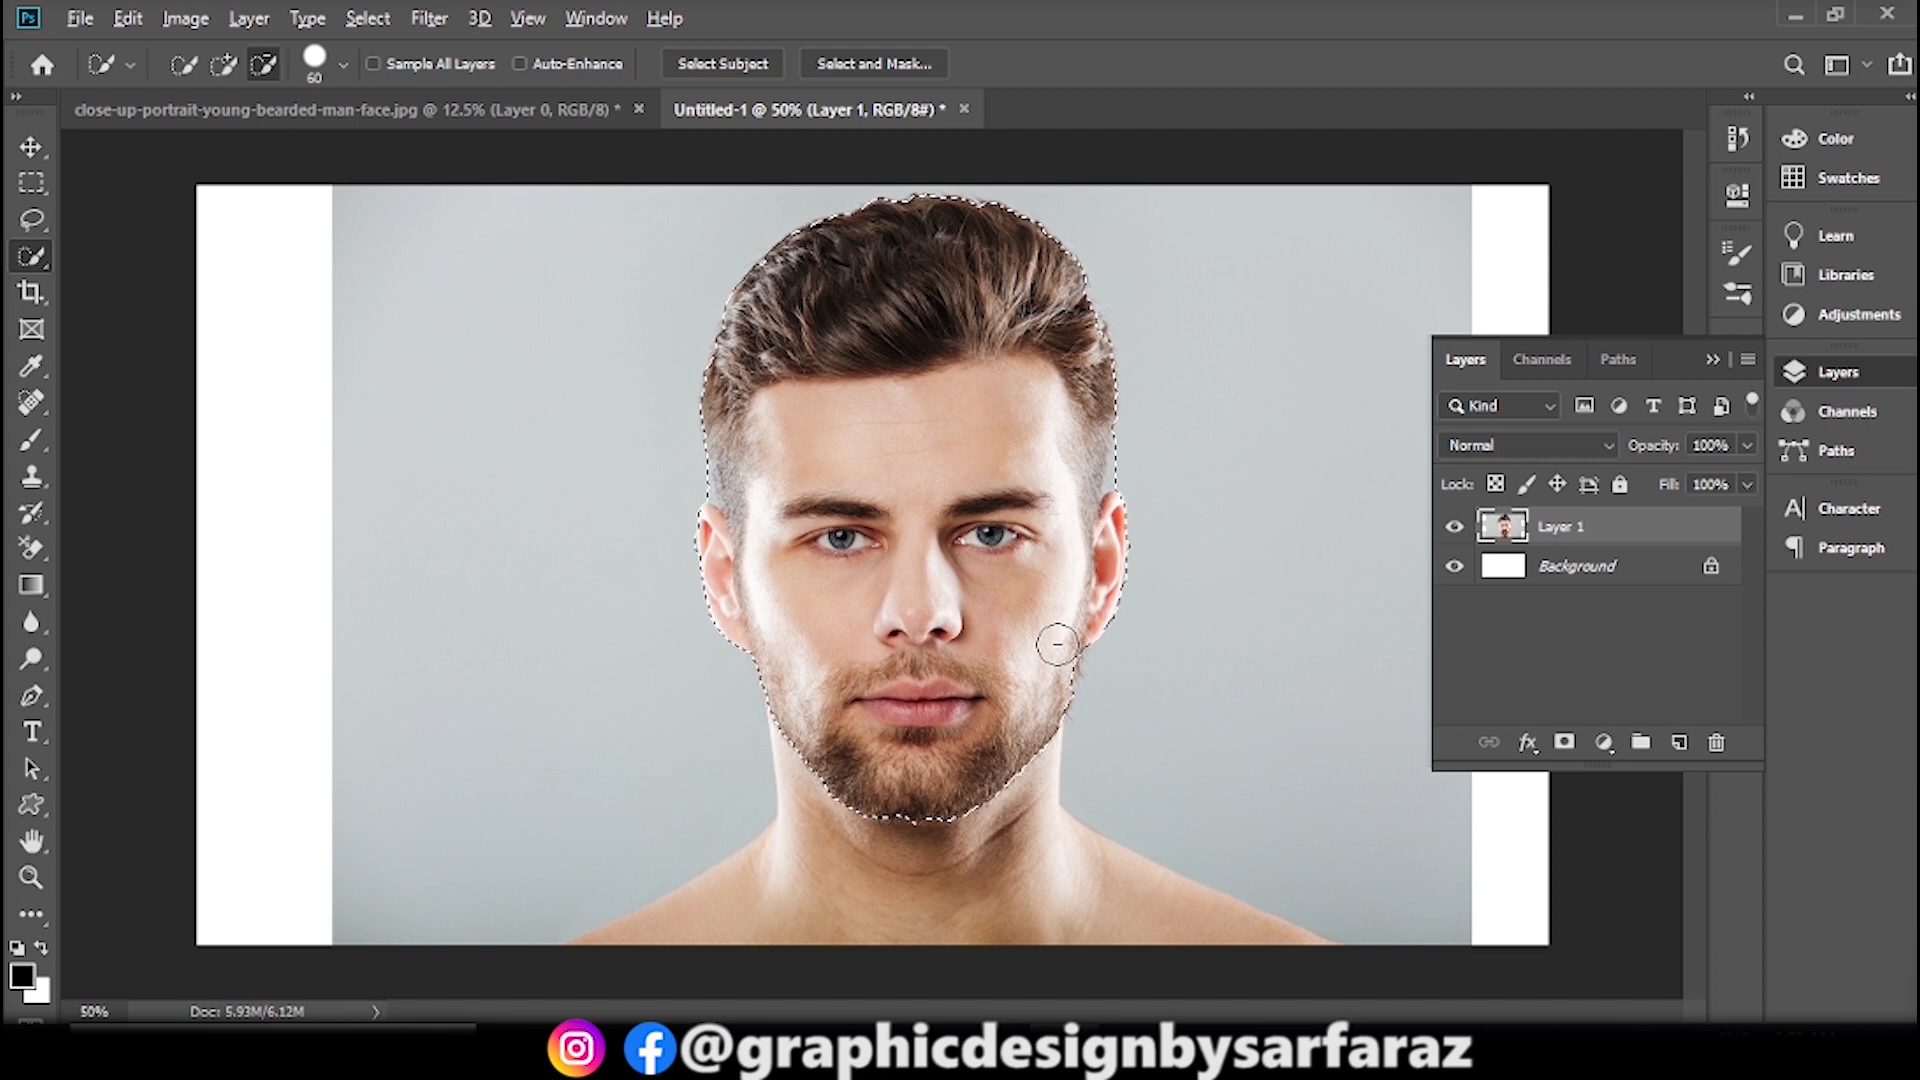 Ps File Edit Image Layer Type Select Filter 3D View Window Help
60 Sample All Layers Auto-Enhance Select Subject Select and Mask...
close-up-portrait-young-bearded-man-face.jpg @ 12.5% (Layer 0, RGB/8) * × Untitled-1 @ 50% (Layer 1, RGB/8#) * ×
Color
Swatches
Learn
Libraries
Adjustments
Layers
Channels
Paths
Character
Paragraph
Layers Channels Paths
Kind
Normal Opacity: 100%
Lock: Fill: 100%
Layer 1
Background
fx
50% Doc: 5.93M/6.12M
@graphicdesignbysarfaraz